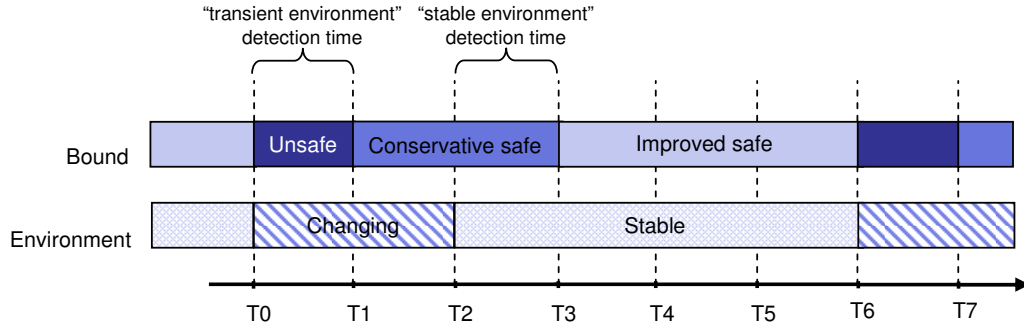 “transient environment” “stable environment”
detection time detection time
Bound Unsafe Conservative safe Improved safe
Environment Changing Stable
T0 T1 T2 T3 T4 T5 T6 T7